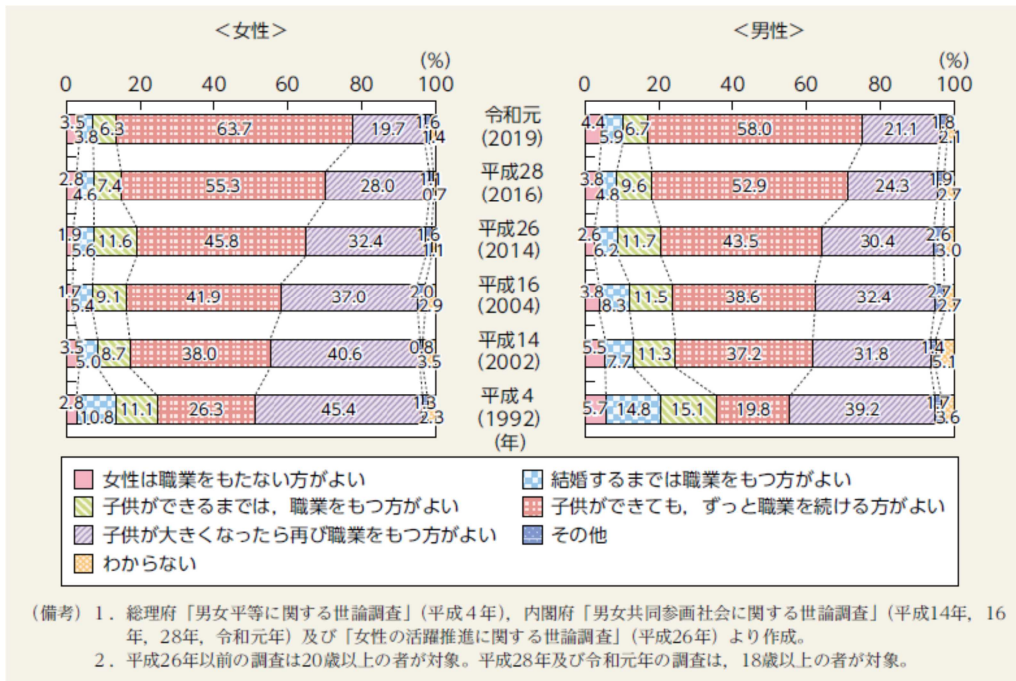 ＜女性＞
＜男性＞
(%)
0 20 40 60 80 100
(%)
0 20 40 60 80 100
3.5 3.8 6.3 63.7 19.7 1.6 1.4
令和元
(2019)
4.4 5.9 6.7 58.0 21.1 1.8 2.1
2.8 4.6 7.4 55.3 28.0 1.1 0.7
平成28
(2016)
3.8 4.8 9.6 52.9 24.3 1.9 2.7
1.9 5.6 11.6 45.8 32.4 1.6 1.1
平成26
(2014)
2.6 6.2 11.7 43.5 30.4 2.6 3.0
1.7 5.4 9.1 41.9 37.0 2.0 2.9
平成16
(2004)
3.8 8.3 11.5 38.6 32.4 2.7 2.7
3.5 5.0 8.7 38.0 40.6 0.8 3.5
平成14
(2002)
5.5 7.7 11.3 37.2 31.8 1.4 5.1
2.8 10.8 11.1 26.3 45.4 1.3 2.3
平成4
(1992)
(年)
5.7 14.8 15.1 19.8 39.2 1.7 3.6
女性は職業をもたない方がよい
結婚するまでは職業をもつ方がよい
子供ができるまでは，職業をもつ方がよい
子供ができても，ずっと職業を続ける方がよい
子供が大きくなったら再び職業をもつ方がよい
その他
わからない
（備考）１．総理府「男女平等に関する世論調査」（平成４年），内閣府「男女共同参画社会に関する世論調査」（平成14年，16
年，28年，令和元年）及び「女性の活躍推進に関する世論調査」（平成26年）より作成。
２．平成26年以前の調査は20歳以上の者が対象。平成28年及び令和元年の調査は，18歳以上の者が対象。